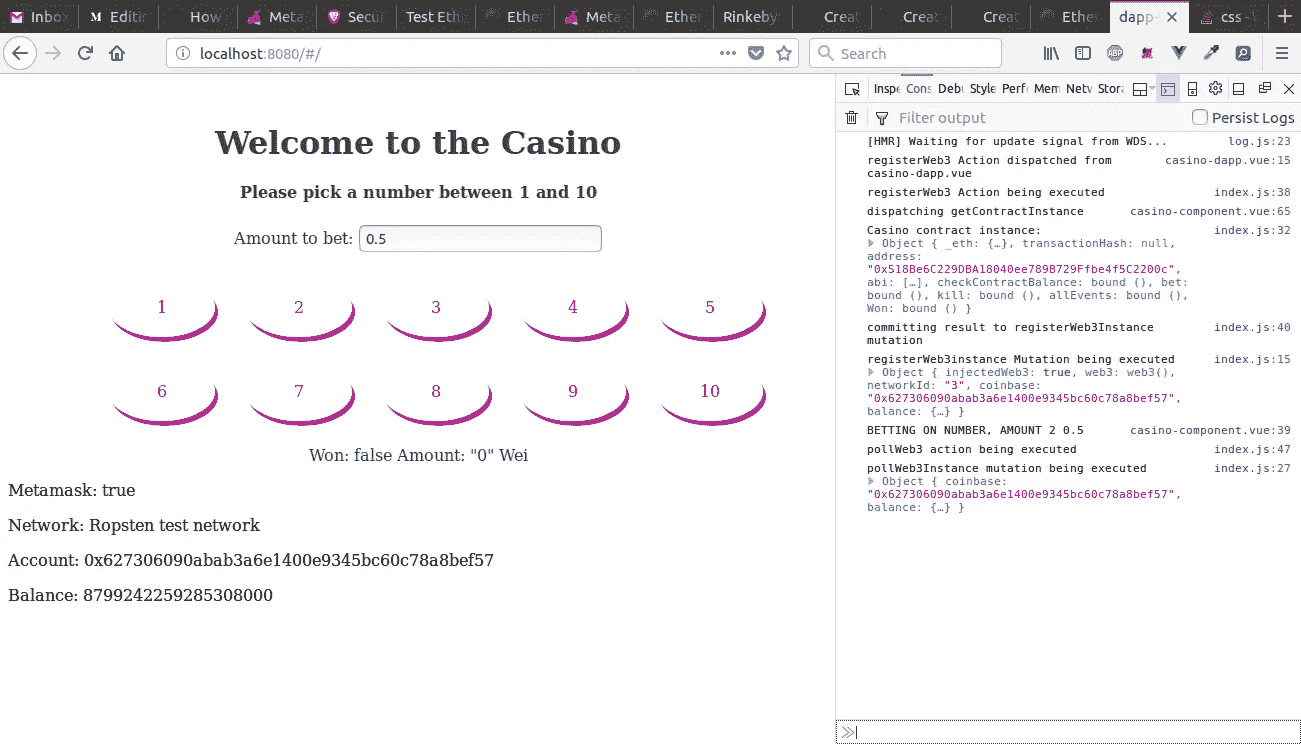 Inbox Editi How Meta Secu Test Eth Ether Meta Ether Rinkeby Creat Creat Creat Ether dapp- css -
localhost:8080/#/ Search
Inspe Cons Debu Style Perf Mem Netv Stora
Filter output Persist Logs
Welcome to the Casino
Please pick a number between 1 and 10
Amount to bet: 0.5
1 2 3 4 5
6 7 8 9 10
Won: false Amount: "0" Wei
Metamask: true
Network: Ropsten test network
Account: 0x627306090abab3a6e1400e9345bc60c78a8bef57
Balance: 8799242259285308000
[HMR] Waiting for update signal from WDS... log.js:23
registerWeb3 Action dispatched from casino-dapp.vue:15
casino-dapp.vue
registerWeb3 Action being executed index.js:38
dispatching getContractInstance casino-component.vue:65
Casino contract instance: index.js:32
Object { _eth: {…}, transactionHash: null,
address:
"0x518Be6C229DBA18040ee789B729Ffbe4f5C2200c",
abi: […], checkContractBalance: bound (), bet:
bound (), kill: bound (), allEvents: bound (),
Won: bound () }
committing result to registerWeb3Instance index.js:40
mutation
registerWeb3instance Mutation being executed index.js:15
Object { injectedWeb3: true, web3: web3(),
networkId: "3", coinbase:
"0x627306090abab3a6e1400e9345bc60c78a8bef57",
balance: {…} }
BETTING ON NUMBER, AMOUNT 2 0.5 casino-component.vue:39
pollWeb3 action being executed index.js:47
pollWeb3Instance mutation being executed index.js:27
Object { coinbase:
"0x627306090abab3a6e1400e9345bc60c78a8bef57",
balance: {…} }